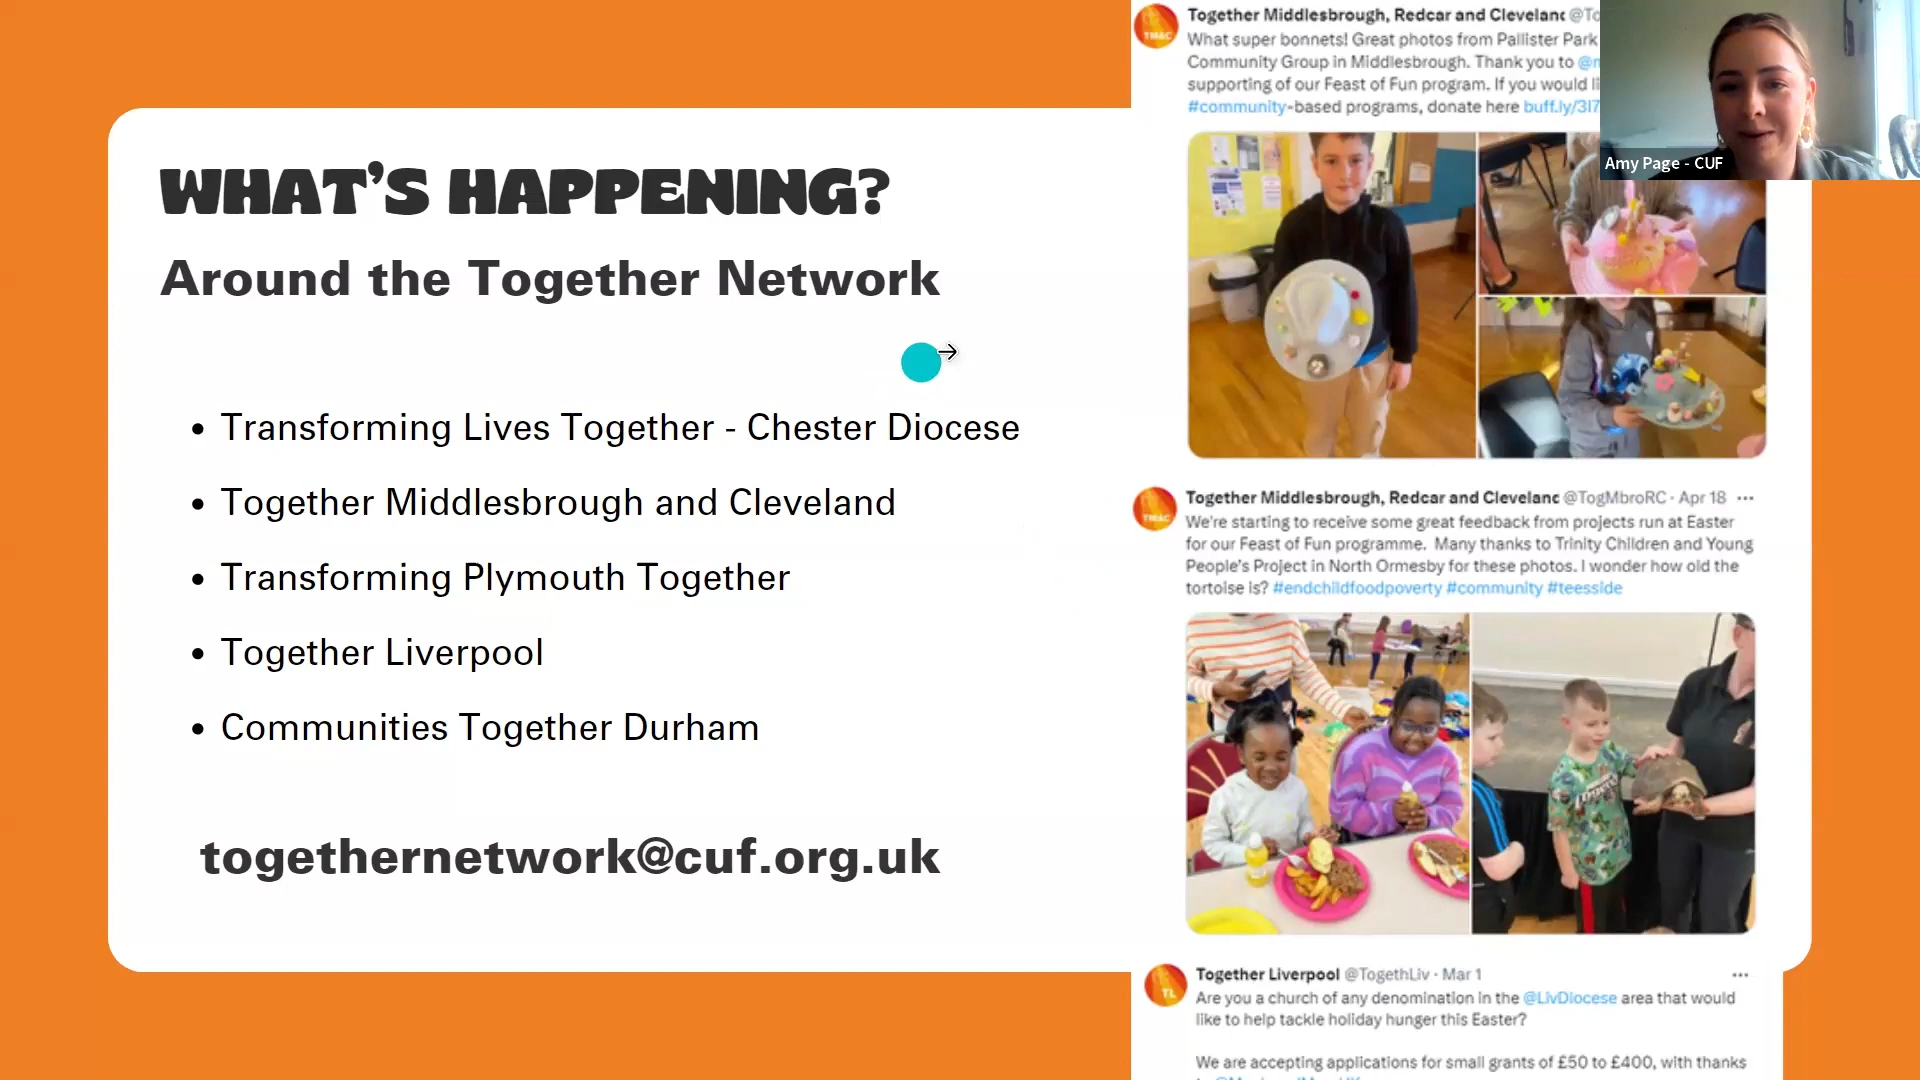 WHAT'S HAPPENING?
Around the Together Network
• Transforming Lives Together - Chester Diocese
• Together Middlesbrough and Cleveland
• Transforming Plymouth Together
• Together Liverpool
• Communities Together Durham
togethernetwork@cuf.org.uk
Together Middlesbrough, Redcar and Cleveland
What super bonnets! Great photos from Pallister Park
Community Group in Middlesbrough. Thank you to
supporting of our Feast of Fun program. If you would
#community-based programs, donate here buff.ly/3I7
Amy Page - CUF
Together Middlesbrough, Redcar and Cleveland @TogMbroRC · Apr 18 ···
We're starting to receive some great feedback from projects run at Easter
for our Feast of Fun programme. Many thanks to Trinity Children and Young
People's Project in North Ormesby for these photos. I wonder how old the
tortoise is? #endchildfoodpoverty #community #teesside
Together Liverpool @TogethLiv · Mar 1 ···
TL
Are you a church of any denomination in the @LivDiocese area that would
like to help tackle holiday hunger this Easter?
We are accepting applications for small grants of £50 to £400, with thanks